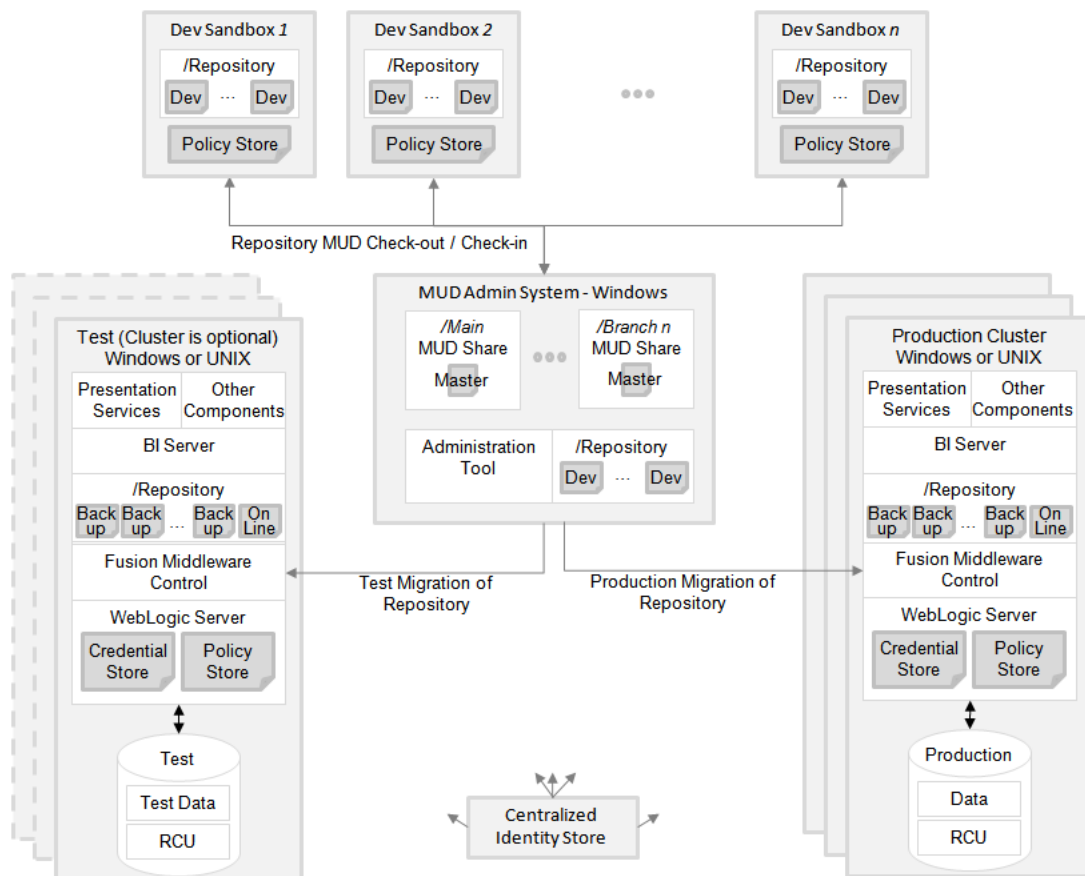 Dev Sandbox 1
/Repository
Dev ... Dev
Policy Store
Dev Sandbox 2
/Repository
Dev ... Dev
Policy Store
Dev Sandbox n
/Repository
Dev ... Dev
Policy Store
Repository MUD Check-out / Check-in
MUD Admin System - Windows
/Main
MUD Share
Master
/Branch n
MUD Share
Master
Administration
Tool
/Repository
Dev ... Dev
Test (Cluster is optional)
Windows or UNIX
Presentation
Services
Other
Components
BI Server
/Repository
Back
up
Back
up
...
Back
up
On
Line
Fusion Middleware
Control
WebLogic Server
Credential
Store
Policy
Store
Test
Test Data
RCU
Test Migration of
Repository
Production Migration of
Repository
Production Cluster
Windows or UNIX
Presentation
Services
Other
Components
BI Server
/Repository
Back
up
Back
up
...
Back
up
On
Line
Fusion Middleware
Control
WebLogic Server
Credential
Store
Policy
Store
Production
Data
RCU
Centralized
Identity Store